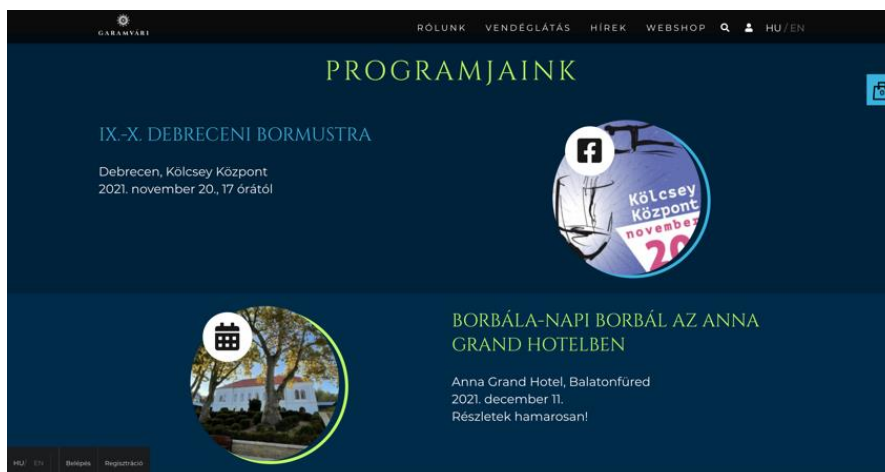 GARAMVÁRI
RÓLUNK VENDÉGLÁTÁS HÍREK WEBSHOP HU / EN
PROGRAMJAINK
0
IX.-X. DEBRECENI BORMUSTRA
Debrecen, Kölcsey Központ
2021. november 20., 17 órától
Kölcsey
Központ
november
20
BORBÁLA-NAPI BORBÁL AZ ANNA
GRAND HOTELBEN
Anna Grand Hotel, Balatonfüred
2021. december 11.
Részletek hamarosan!
HU/ EN Belépés Regisztráció